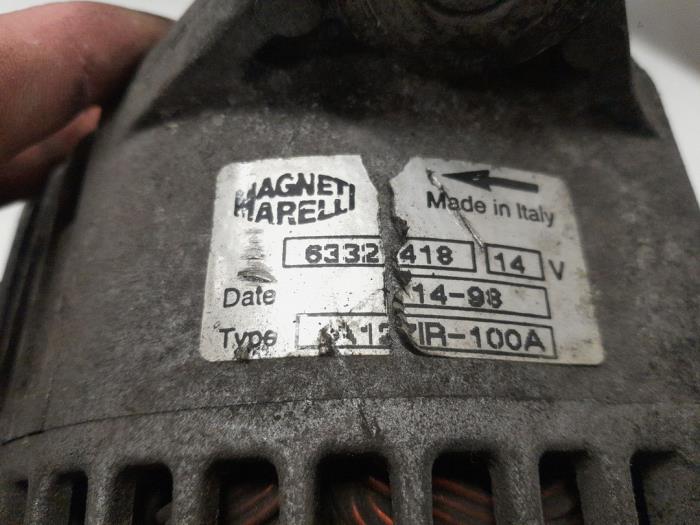 MAGNETI
MARELLI
Made in Italy
6332 418 14 V
Date 14-98
Type IR-100A